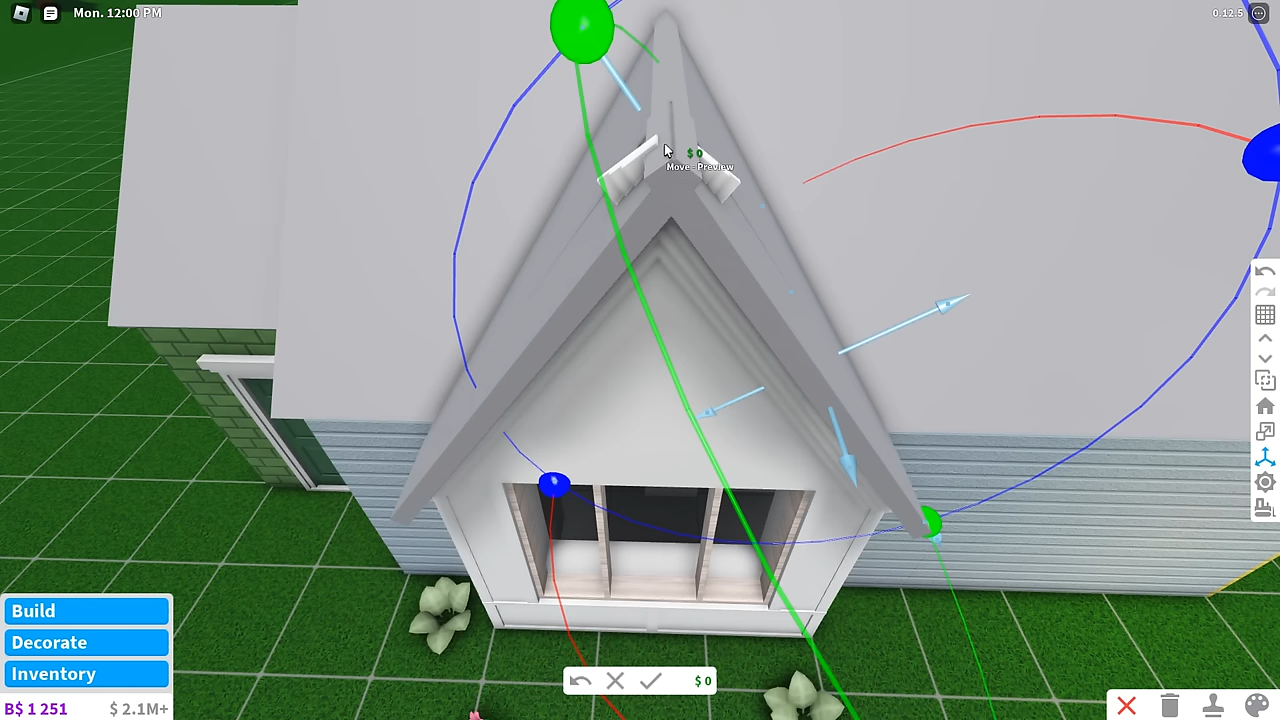 Mon. 12:00 PM
0.12.5
$ 0
Move - Preview
Build
Decorate
Inventory
B$ 1 251
$ 2.1M+
$ 0